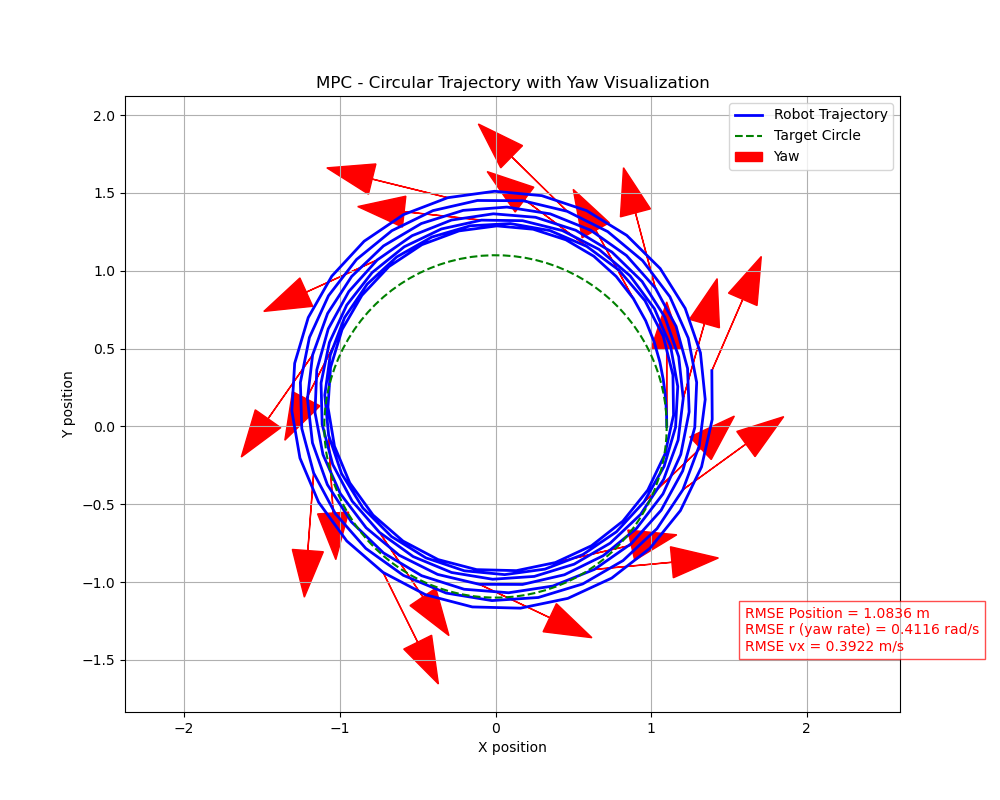 MPC - Circular Trajectory with Yaw Visualization
Robot Trajectory
Target Circle
Yaw
2.0
1.5
1.0
0.5
0.0
−0.5
−1.0
−1.5
Y position
RMSE Position = 1.0836 m
RMSE r (yaw rate) = 0.4116 rad/s
RMSE vx = 0.3922 m/s
−2 −1 0 1 2
X position